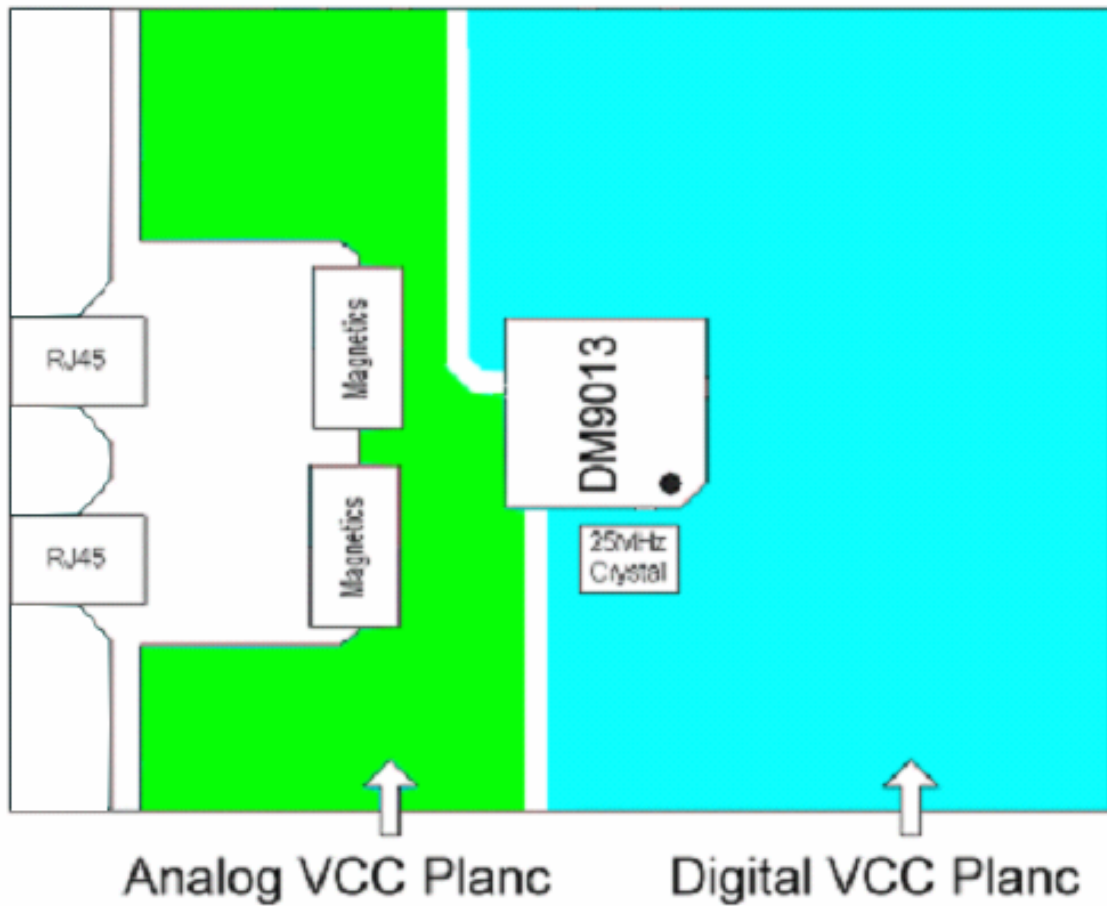 RJ45
Magnetics
DM9013
Magnetics
RJ45
25MHz
Crystal
Analog VCC Planc
Digital VCC Planc